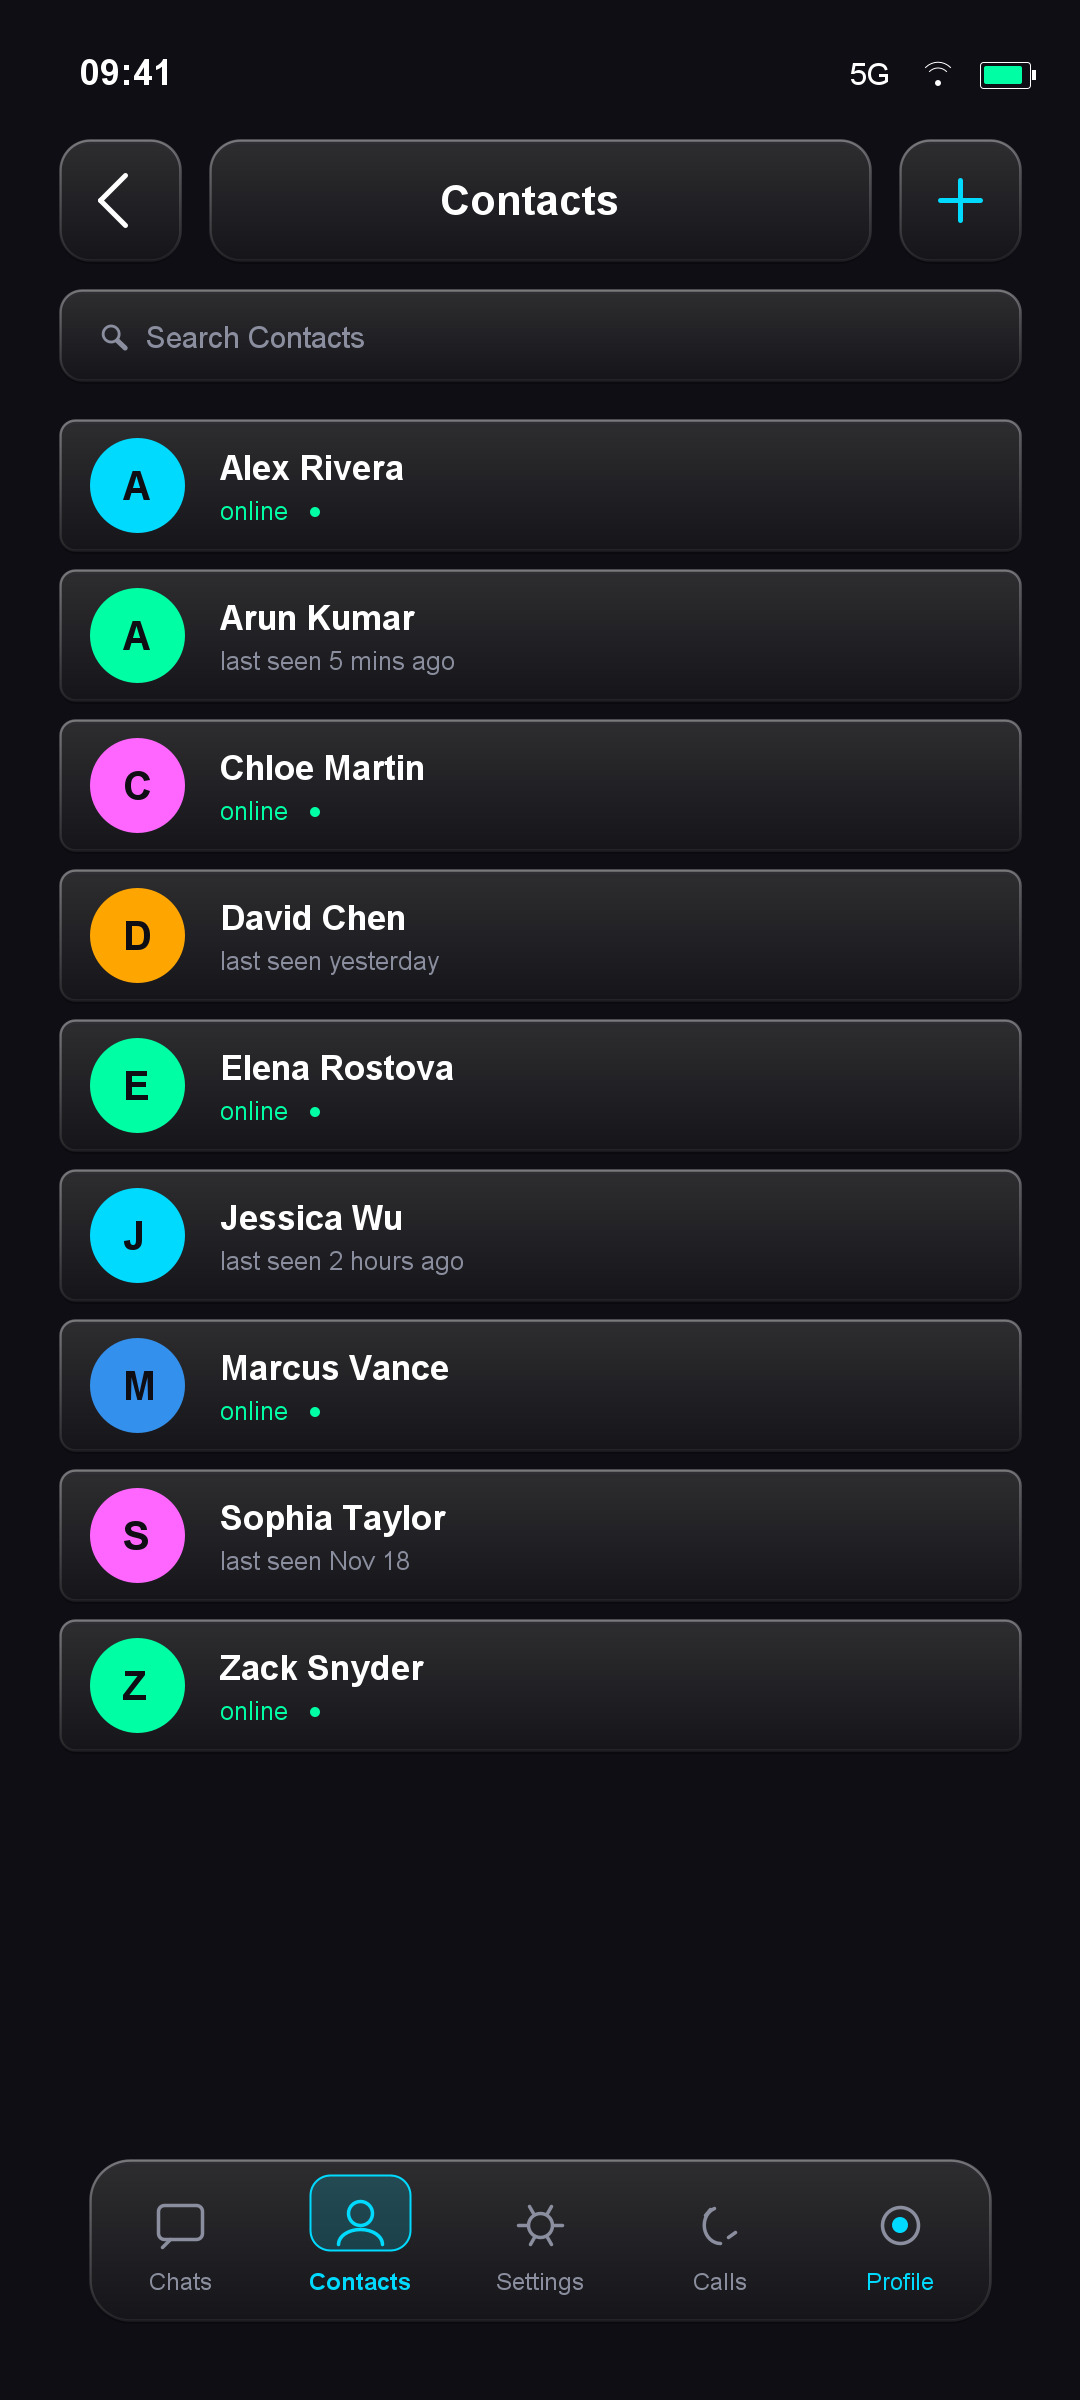 09:41
5G
Contacts
Search Contacts
A
Alex Rivera
online
A
Arun Kumar
last seen 5 mins ago
C
Chloe Martin
online
D
David Chen
last seen yesterday
E
Elena Rostova
online
J
Jessica Wu
last seen 2 hours ago
M
Marcus Vance
online
S
Sophia Taylor
last seen Nov 18
Z
Zack Snyder
online
Chats
Contacts
Settings
Calls
Profile